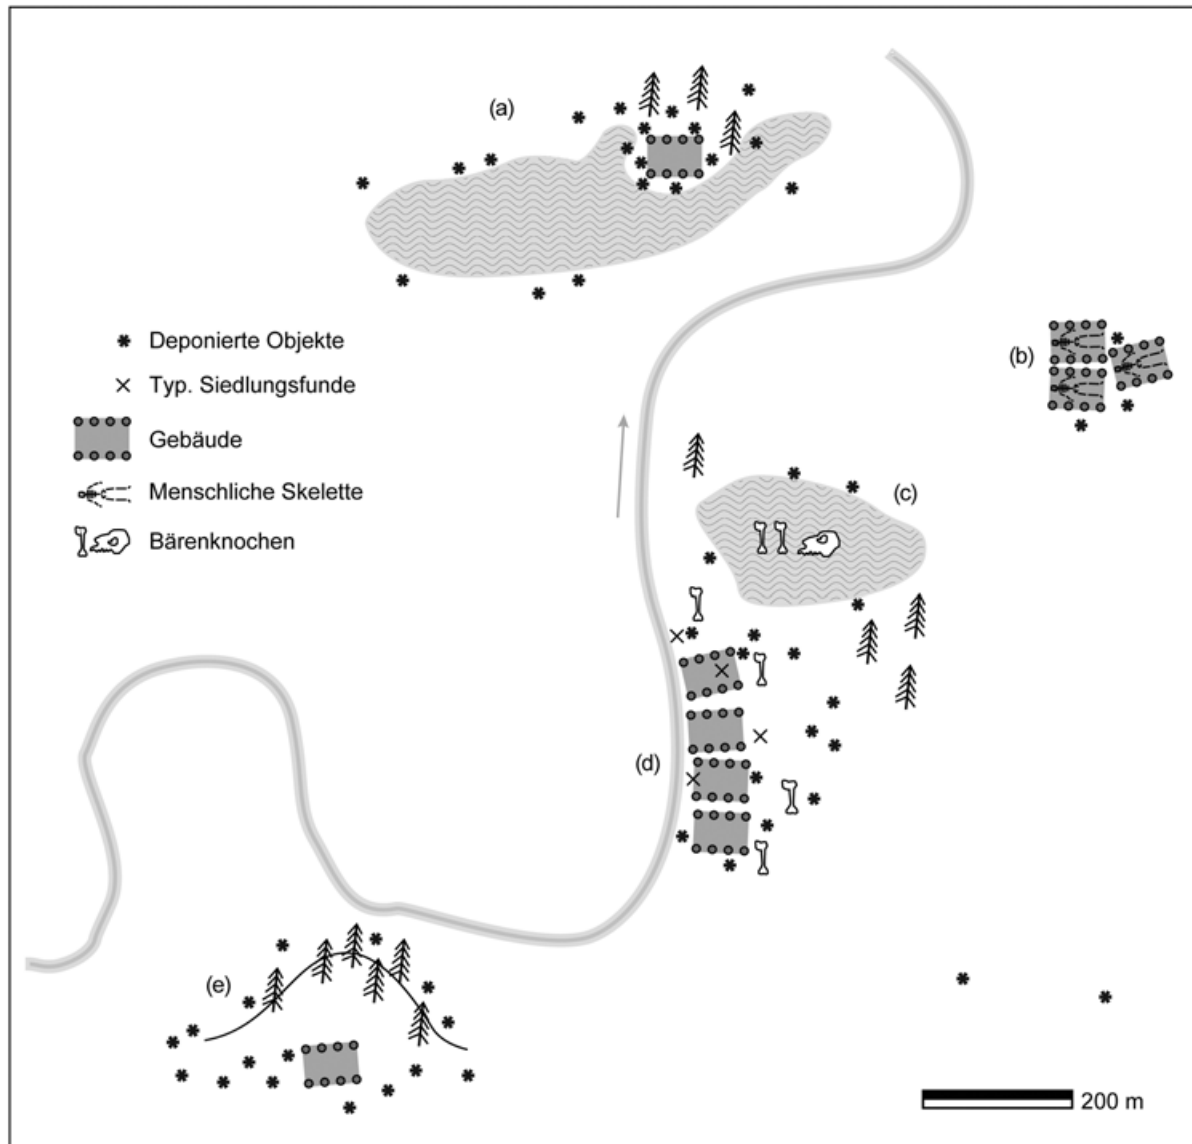 (a)
Deponierte Objekte
Typ. Siedlungsfunde
(b)
Gebäude
Menschliche Skelette
(c)
Bärenknochen
(d)
(e)
200 m